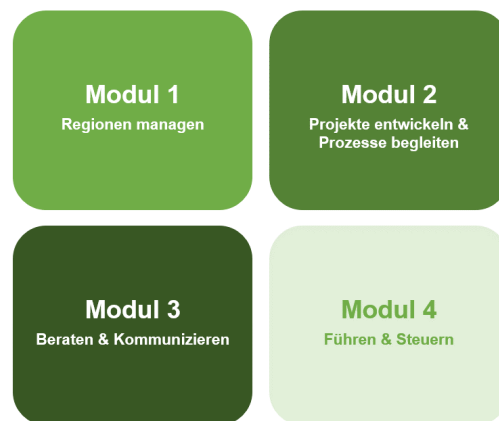 Modul 1
Regionen managen
Modul 2
Projekte entwickeln &
Prozesse begleiten
Modul 3
Beraten & Kommunizieren
Modul 4
Führen & Steuern